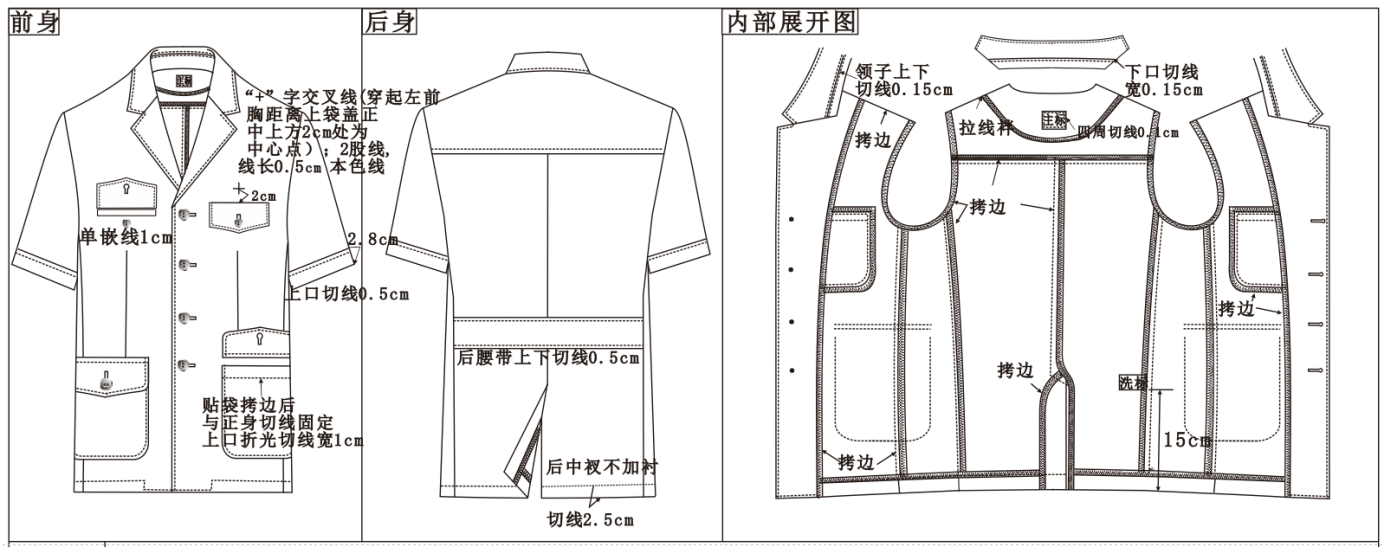 前身
主标
“+”字交叉线(穿起左前
胸距离上袋盖正
中上方2cm处为
中心点）；2股线,
线长0.5cm 本色线
2cm
单嵌线1cm
2.8cm
上口切线0.5cm
贴袋拷边后
与正身切线固定
上口折光切线宽1cm
后身
后腰带上下切线0.5cm
后中衩不加衬
切线2.5cm
内部展开图
领子上下
切线0.15cm
下口切线
宽0.15cm
拷边
拉线袢
主标
四周切线0.1cm
拷边
拷边
拷边
洗标
15cm
拷边